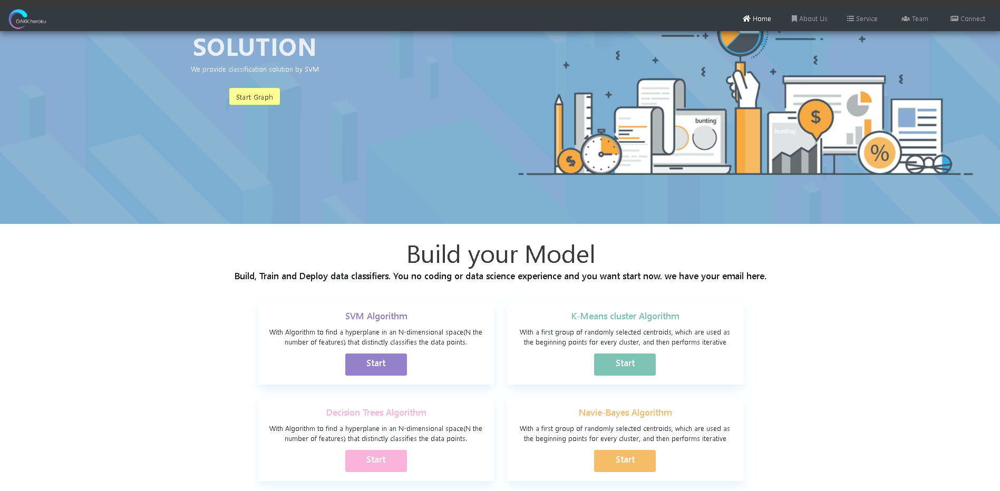 DAKK.heroku
Home
About Us
Service
Team
Connect
SOLUTION
We provide classification solution by SVM
Start Graph
bunting
bunting
$
$
%
Build your Model
Build, Train and Deploy data classifiers. You no coding or data science experience and you want start now. we have your email here.
SVM Algorithm
With Algorithm to find a hyperplane in an N-dimensional space(N the
number of features) that distinctly classifies the data points.
Start
K-Means cluster Algorithm
With a first group of randomly selected centroids, which are used as
the beginning points for every cluster, and then performs iterative
Start
Decision Trees Algorithm
With Algorithm to find a hyperplane in an N-dimensional space(N the
number of features) that distinctly classifies the data points.
Start
Navie-Bayes Algorithm
With a first group of randomly selected centroids, which are used as
the beginning points for every cluster, and then performs iterative
Start